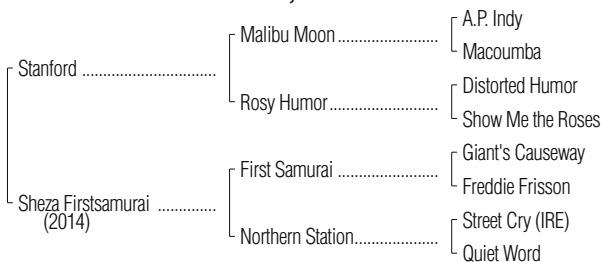 A.P. Indy
Malibu Moon........................
Macoumba
Stanford ................................
Distorted Humor
Rosy Humor..........................
Show Me the Roses
Giant's Causeway
First Samurai ........................
Freddie Frisson
Sheza Firstsamurai ..............
(2014)
Street Cry (IRE)
Northern Station....................
Quiet Word